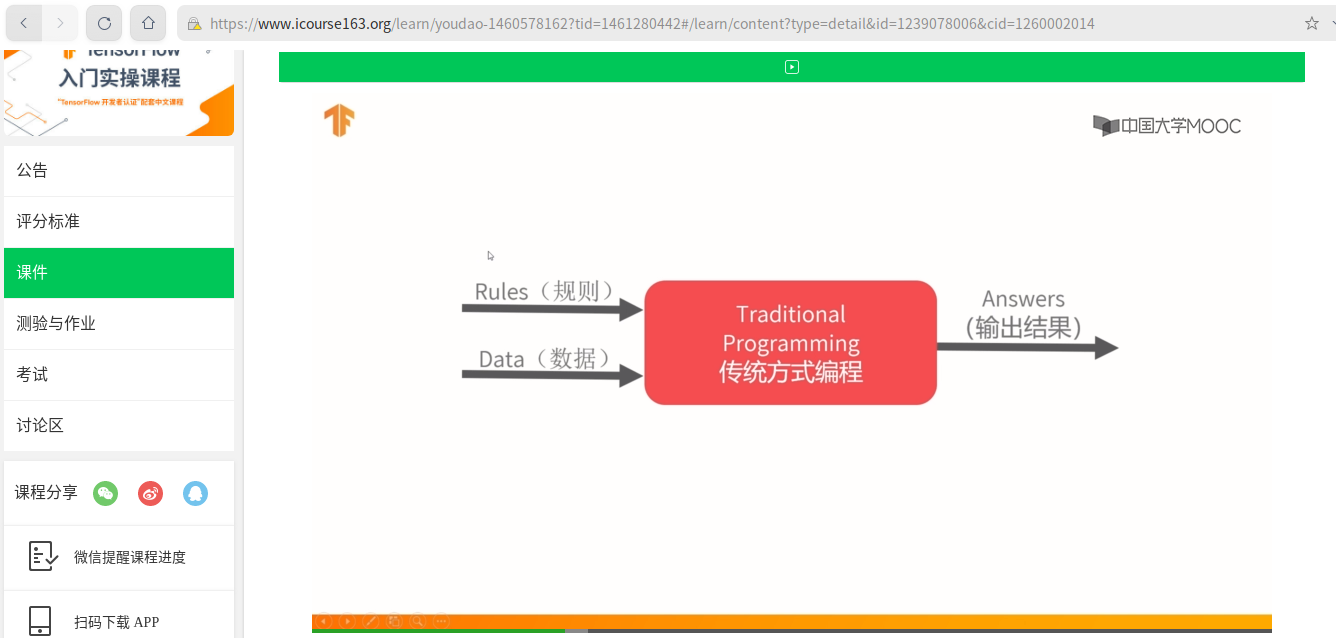 https://www.icourse163.org/learn/youdao-1460578162?tid=1461280442#/learn/content?type=detail&id=1239078006&cid=1260002014
TensorFlow
入门实操课程
"TensorFlow 开发者认证"配套中文课程
公告
评分标准
课件
测验与作业
考试
讨论区
课程分享
微信提醒课程进度
扫码下载 APP
中国大学MOOC
Rules（规则）
Data（数据）
Traditional
Programming
传统方式编程
Answers
(输出结果)